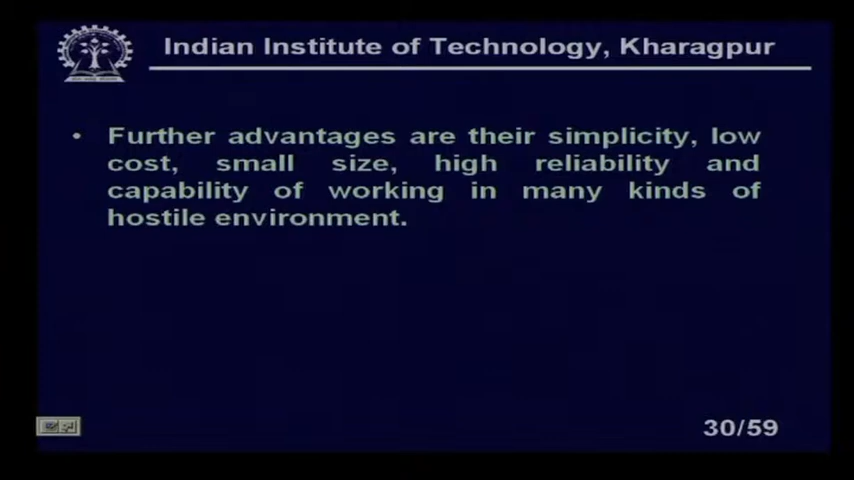 Indian Institute of Technology, Kharagpur
• Further advantages are their simplicity, low
cost, small size, high reliability and
capability of working in many kinds of
hostile environment.
30/59